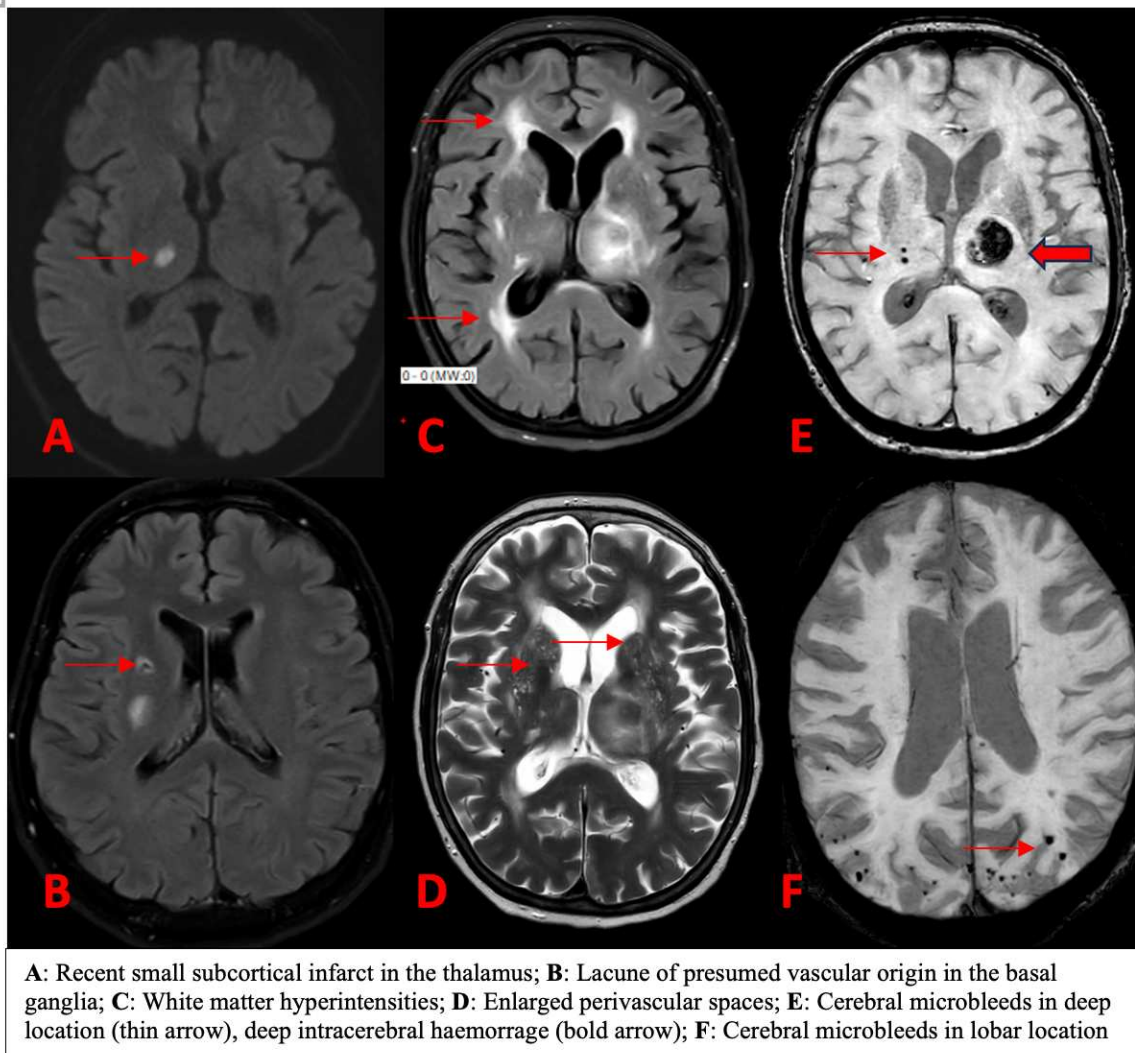 0 - 0 (MW:0)
A
C
E
B
D
F
A: Recent small subcortical infarct in the thalamus; B: Lacune of presumed vascular origin in the basal
ganglia; C: White matter hyperintensities; D: Enlarged perivascular spaces; E: Cerebral microbleeds in deep
location (thin arrow), deep intracerebral haemorrage (bold arrow); F: Cerebral microbleeds in lobar location